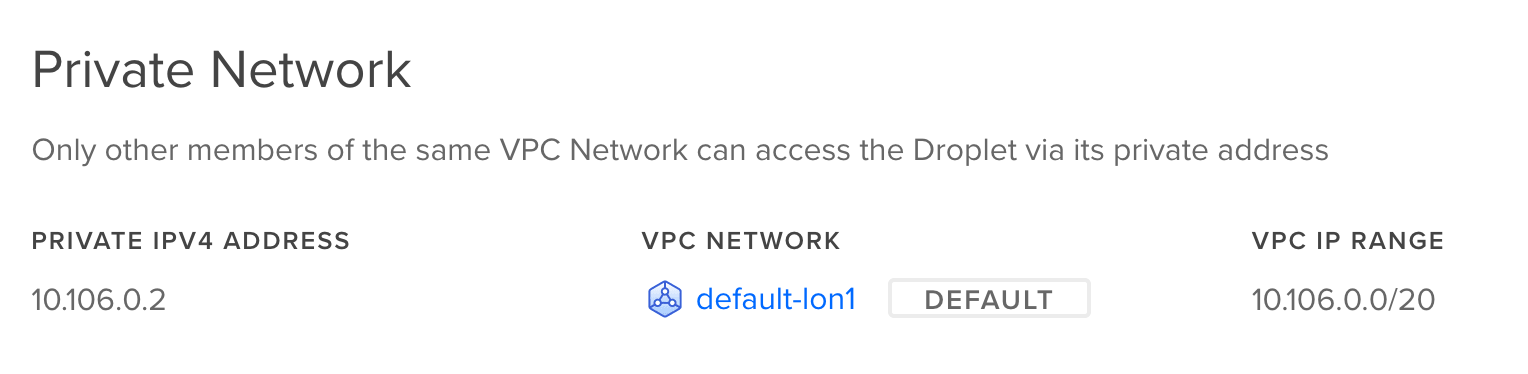 Private Network
Only other members of the same VPC Network can access the Droplet via its private address
PRIVATE IPV4 ADDRESS VPC NETWORK VPC IP RANGE
10.106.0.2 default-lon1 DEFAULT 10.106.0.0/20